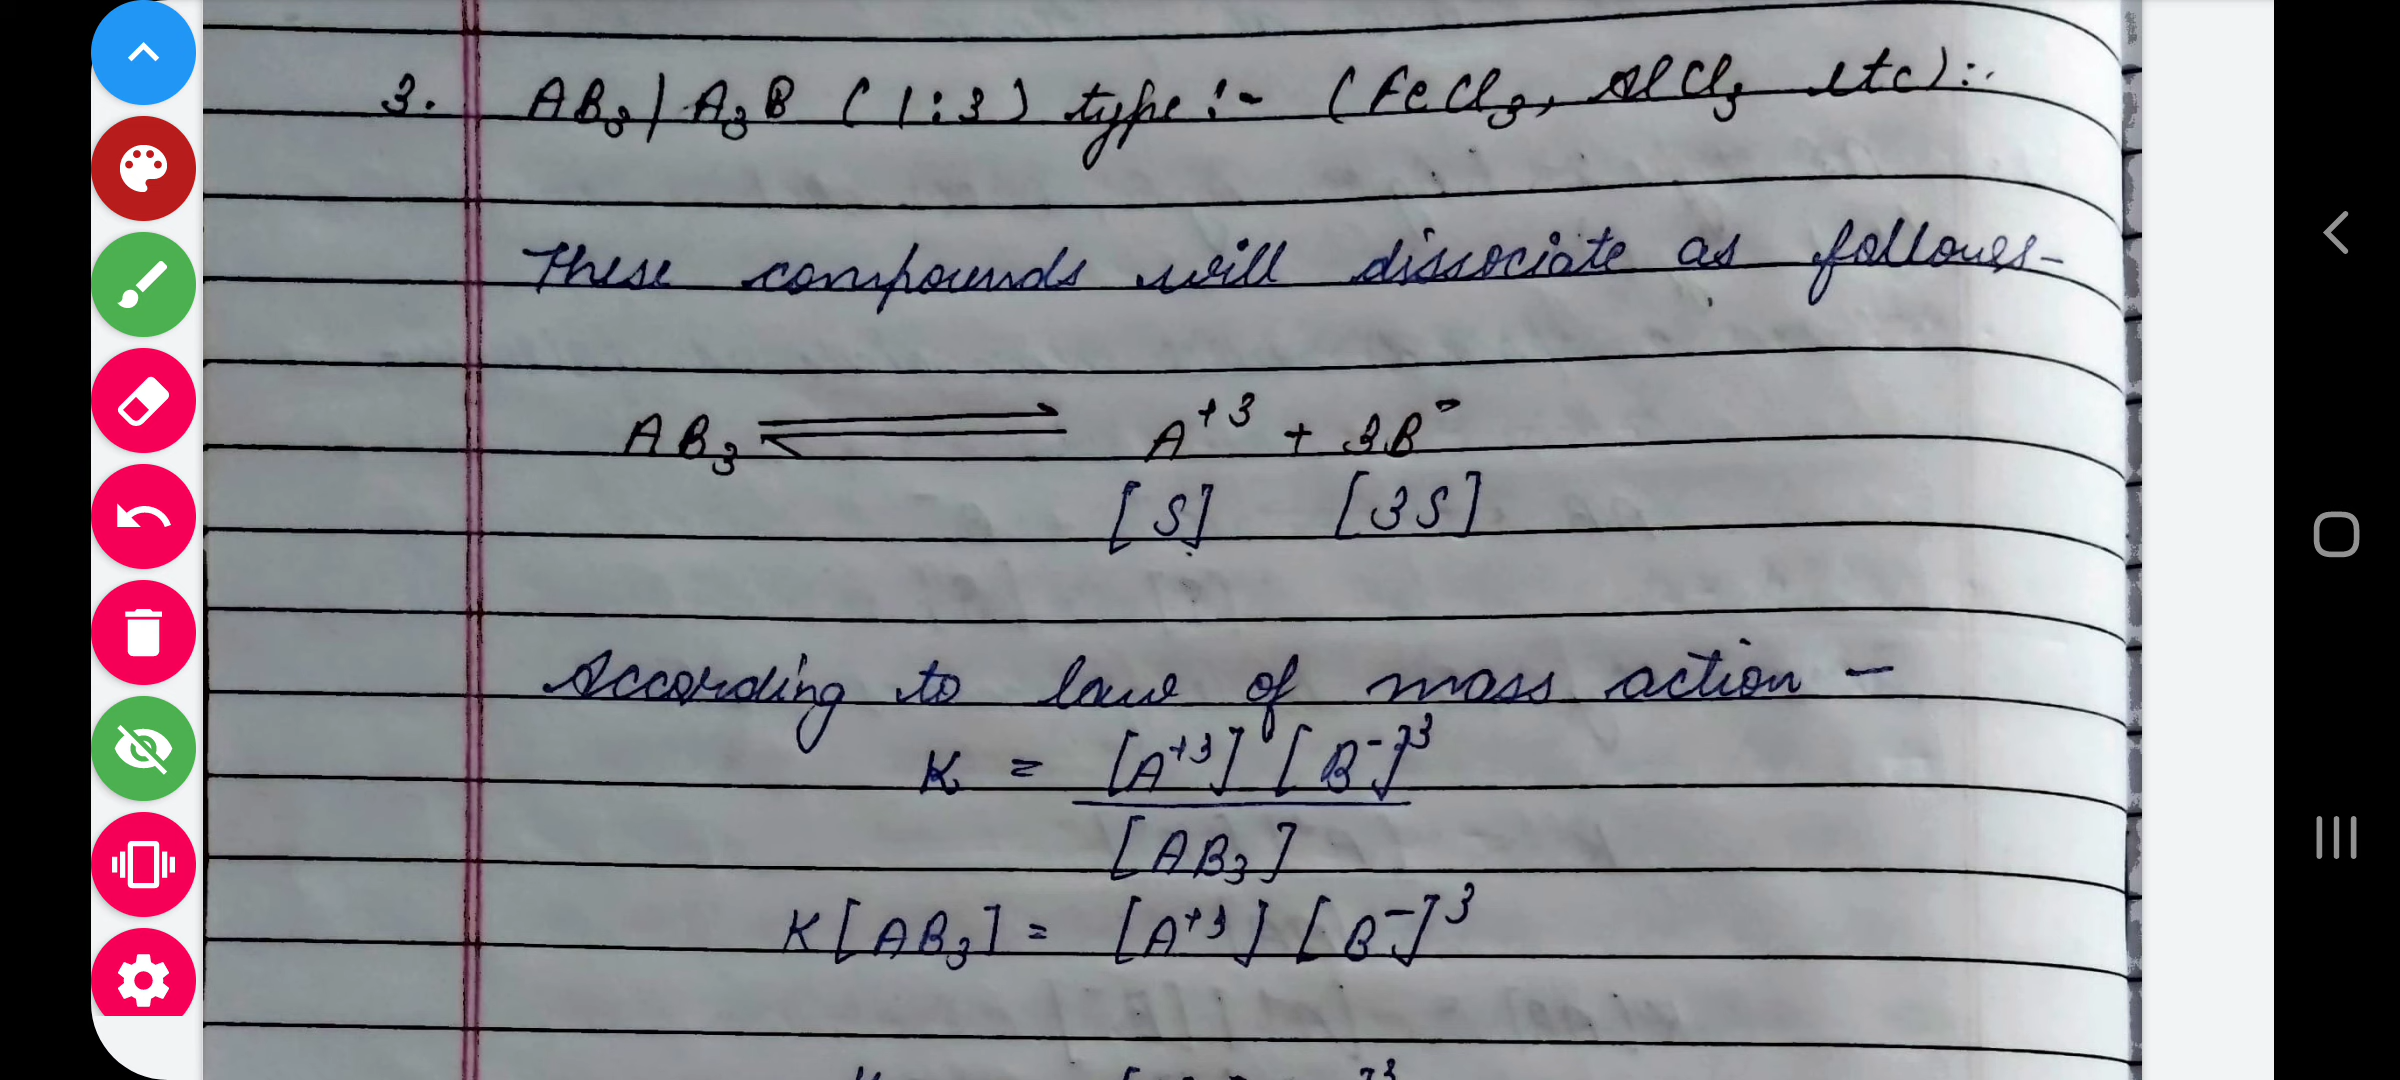 3. AB₃ | A₃B (1:3) type :- (FeCl₃, AlCl₃ etc) :-
These compounds will dissociate as follows-
AB₃ ⇌ A⁺³ + 3B⁻
[S] [3S]
According to law of mass action -
K = [A⁺³] [B⁻]³
[AB₃]
K[AB₃] = [A⁺³] [B⁻]³